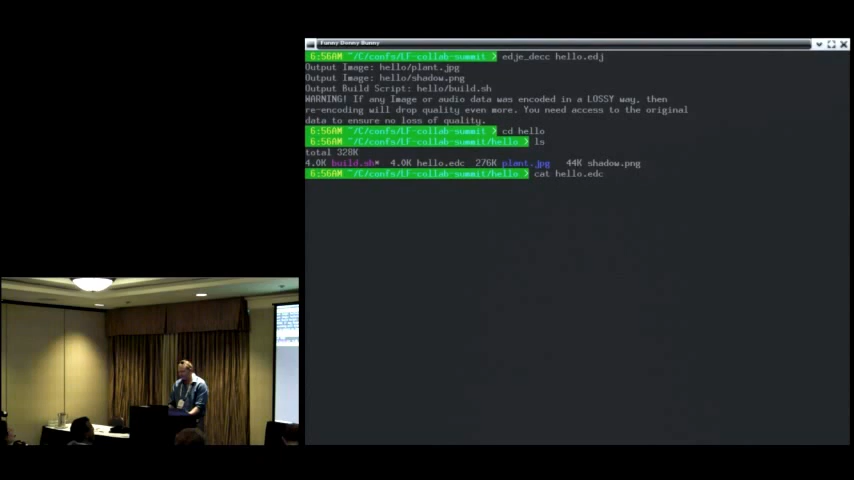 Funny Bunny Bunny
6:56AM ~/C/confs/LF-collab-summit > edje_decc hello.edj
Output Image: hello/plant.jpg
Output Image: hello/shadow.png
Output Build Script: hello/build.sh
WARNING! If any Image or audio data was encoded in a LOSSY way, then
re-encoding will drop quality even more. You need access to the original
data to ensure no loss of quality.
6:56AM ~/C/confs/LF-collab-summit > cd hello
6:56AM ~/C/confs/LF-collab-summit/hello > ls
total 328K
4.0K build.sh* 4.0K hello.edc 276K plant.jpg 44K shadow.png
6:56AM ~/C/confs/LF-collab-summit/hello > cat hello.edc